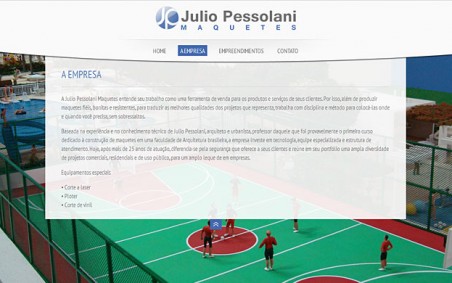 Julio Pessolani
MAQUETES
HOME A EMPRESA EMPREENDIMENTOS CONTATO
A EMPRESA
A Julio Pessolani Maquetes entende seu trabalho como uma ferramenta de venda para os produtos e serviços de seus clientes. Por isso, além de produzir
maquetes fiéis, bonitas e resistentes, para traduzir as melhores qualidades dos projetos que representa, trabalha com disciplina e método para colocá-las onde
e quando você precisa, sem sobressaltos.
Baseada na experiência e no conhecimento técnico de Julio Pessolani, arquiteto e urbanista, professor daquele que foi provavelmente o primeiro curso
dedicado à construção de maquetes em uma faculdade de Arquitetura brasileira, a empresa investe em tecnologia, equipe especializada e estrutura de
atendimento. Hoje, após mais de 25 anos de atuação, diferencia-se pela segurança que oferece a seus clientes e reúne em seu portfólio uma ampla diversidade
de projetos comerciais, residenciais e de uso público, para um amplo leque de empresas.
Equipamentos especiais
• Corte a laser
• Ploter
• Corte de vinil